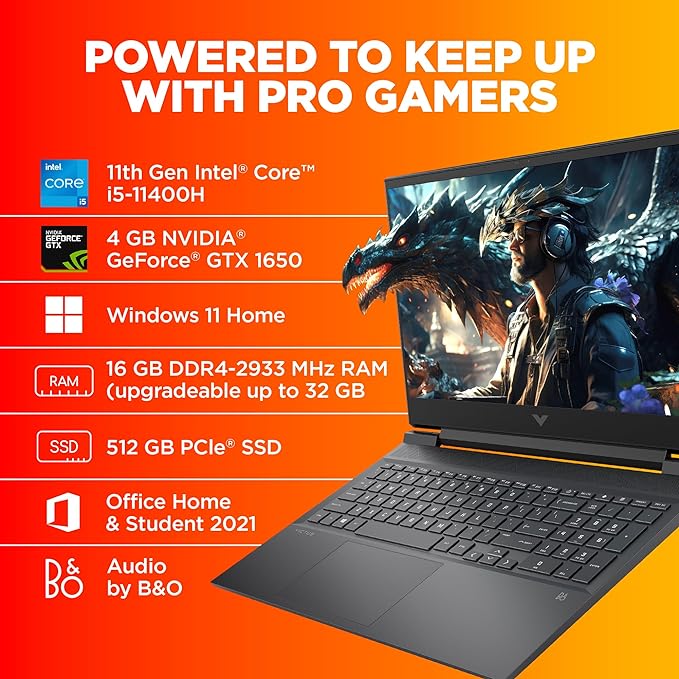 POWERED TO KEEP UP
WITH PRO GAMERS
intel
CORE
i5
11th Gen Intel® Core™
i5-11400H
NVIDIA
GEFORCE
GTX
4 GB NVIDIA®
GeForce® GTX 1650
Windows 11 Home
RAM
16 GB DDR4-2933 MHz RAM
(upgradeable up to 32 GB
SSD
512 GB PCIe® SSD
Office Home
& Student 2021
B&O
Audio
by B&O
VICTUS
B&O